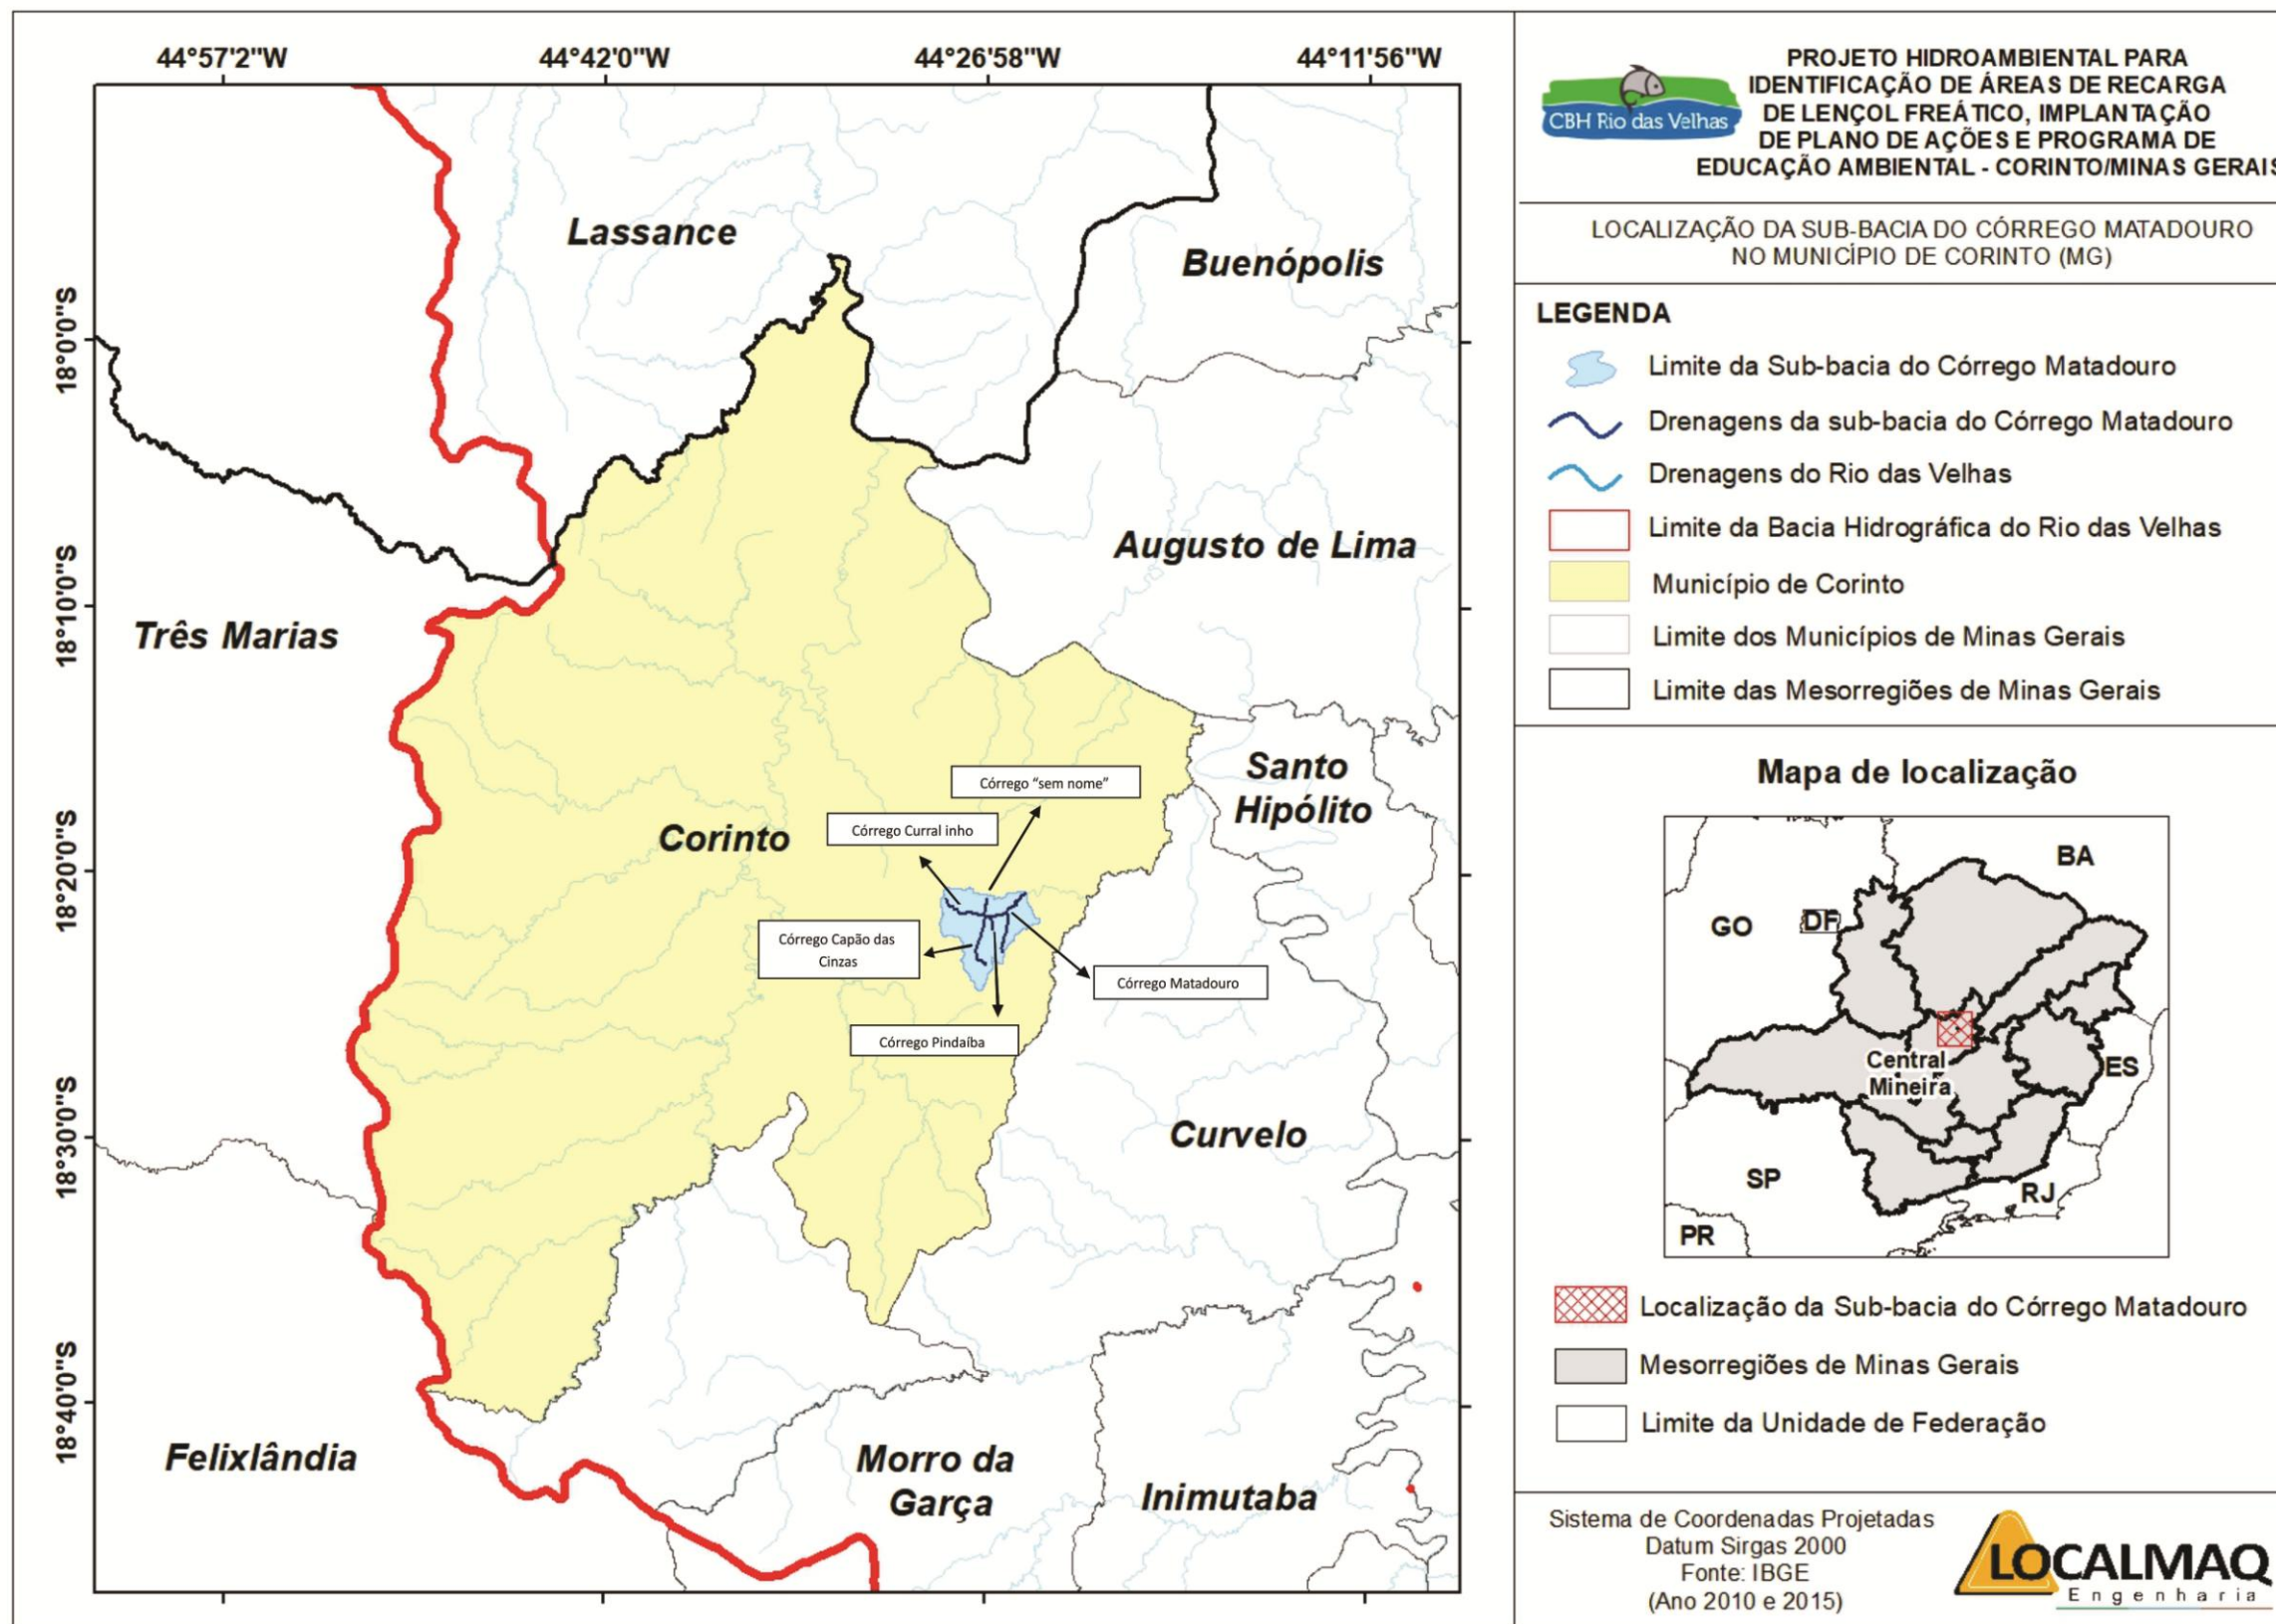 44°57'2"W
44°42'0"W
44°26'58"W
44°11'56"W
18°0'0"S
18°10'0"S
18°20'0"S
18°30'0"S
18°40'0"S
Lassance
Buenópolis
Augusto de Lima
Três Marias
Santo
Hipólito
Córrego "sem nome"
Córrego Curral inho
Corinto
Córrego Capão das
Cinzas
Córrego Matadouro
Córrego Pindaíba
Curvelo
Felixlândia
Morro da
Garça
Inimutaba
CBH Rio das Velhas
PROJETO HIDROAMBIENTAL PARA
IDENTIFICAÇÃO DE ÁREAS DE RECARGA
DE LENÇOL FREÁTICO, IMPLANTAÇÃO
DE PLANO DE AÇÕES E PROGRAMA DE
EDUCAÇÃO AMBIENTAL - CORINTO/MINAS GERAIS
LOCALIZAÇÃO DA SUB-BACIA DO CÓRREGO MATADOURO
NO MUNICÍPIO DE CORINTO (MG)
LEGENDA
Limite da Sub-bacia do Córrego Matadouro
Drenagens da sub-bacia do Córrego Matadouro
Drenagens do Rio das Velhas
Limite da Bacia Hidrográfica do Rio das Velhas
Município de Corinto
Limite dos Municípios de Minas Gerais
Limite das Mesorregiões de Minas Gerais
Mapa de localização
BA
GO
DF
Central
Mineira
ES
SP
RJ
PR
Localização da Sub-bacia do Córrego Matadouro
Mesorregiões de Minas Gerais
Limite da Unidade de Federação
Sistema de Coordenadas Projetadas
Datum Sirgas 2000
Fonte: IBGE
(Ano 2010 e 2015)
LOCALMAQ
Engenharia